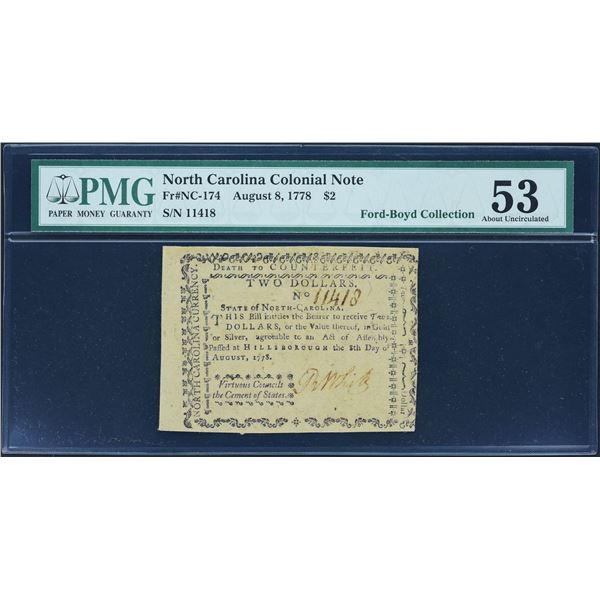 PMG
PAPER MONEY GUARANTY
North Carolina Colonial Note
Fr#NC-174 August 8, 1778 $2
S/N 11418
Ford-Boyd Collection
53
About Uncirculated
DEATH TO COUNTERFEIT.
TWO DOLLARS.
No 11418
STATE of NORTH-CAROLINA.
THIS Bill intitles the Bearer to receive Two
DOLLARS, or the Value thereof, in Gold
or Silver, agreeable to an Act of Assembly
Passed at HILLSBOROUGH the 8th Day of
AUGUST, 1778.
Virtuous Councils
the Cement of States.
NORTH CAROLINA CURRENCY.
Dollar